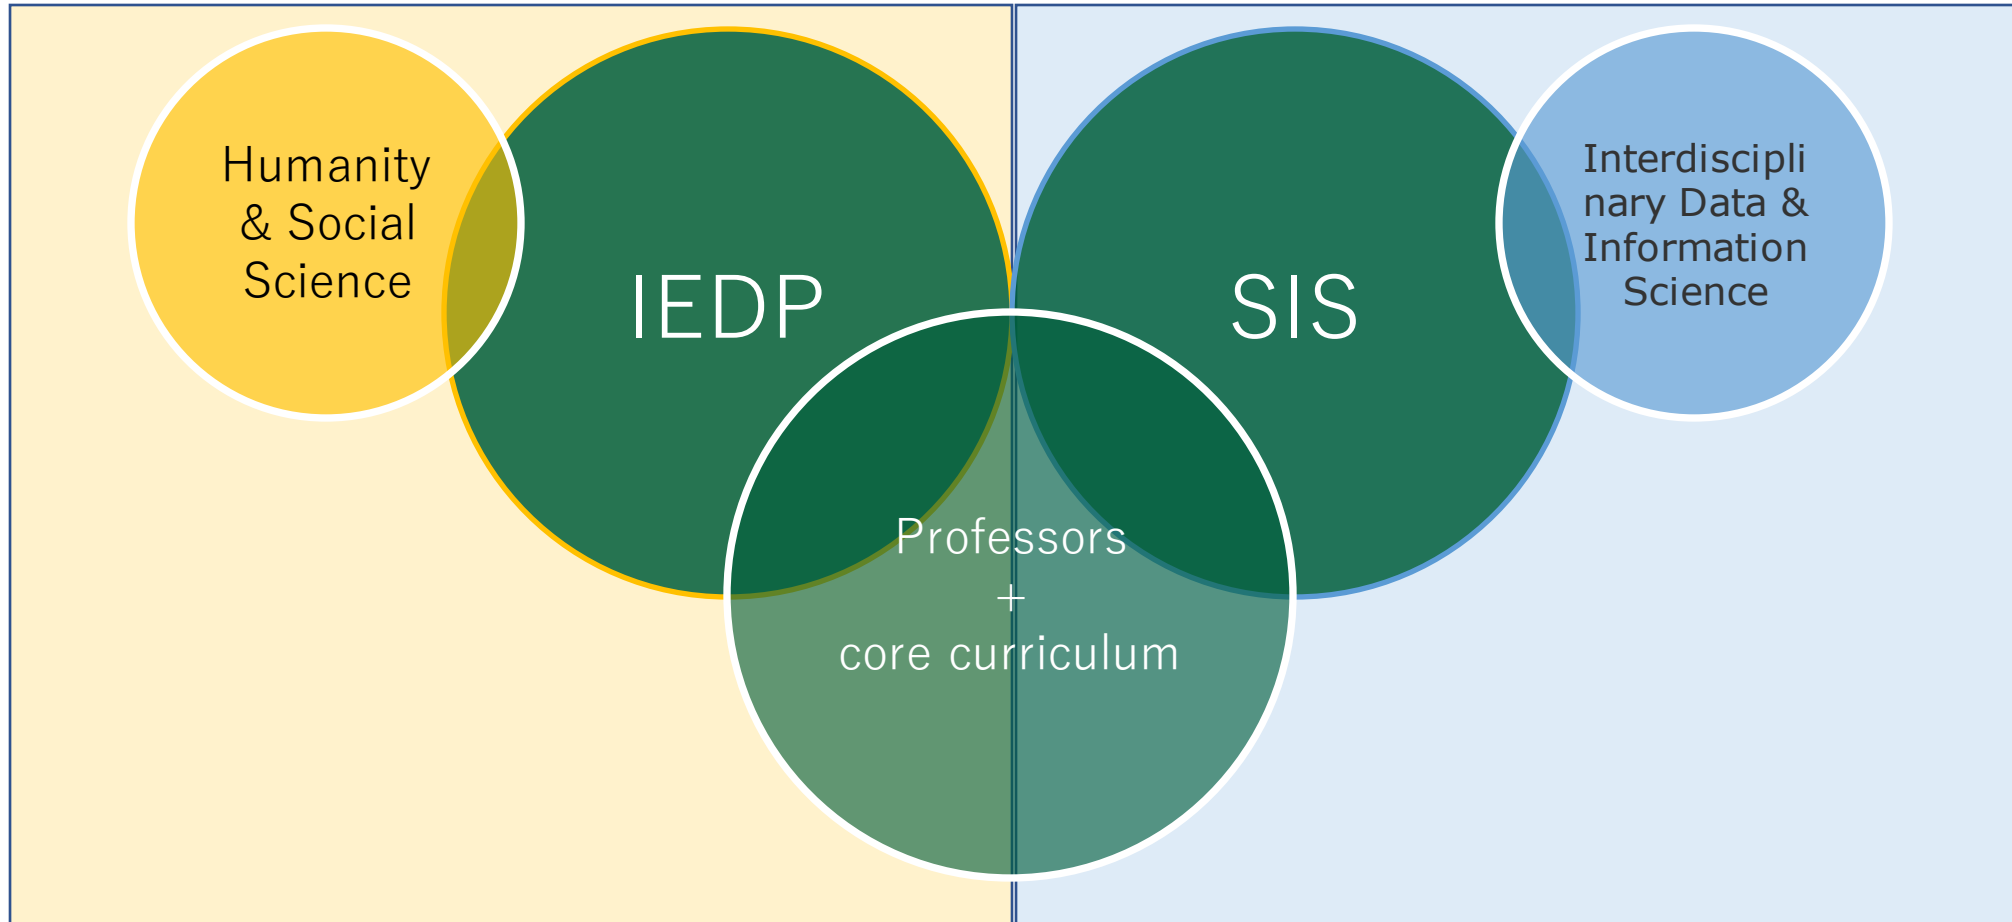 Humanity
& Social
Science
IEDP
SIS
Interdiscipli
nary Data &
Information
Science
Professors
+
core curriculum